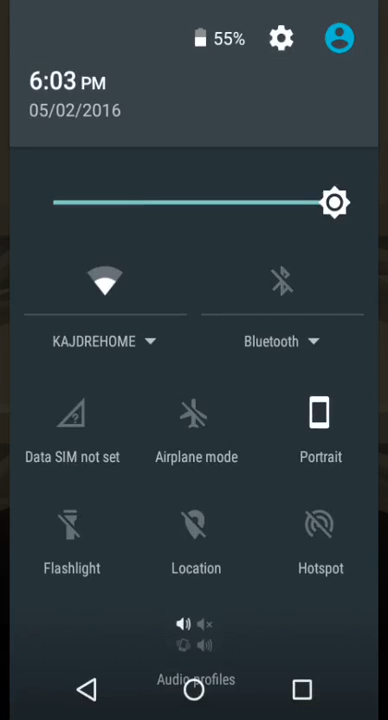 55%
6:03 PM
05/02/2016
KAJDREHOME
Bluetooth
Data SIM not set
Airplane mode
Portrait
Flashlight
Location
Hotspot
Audio profiles